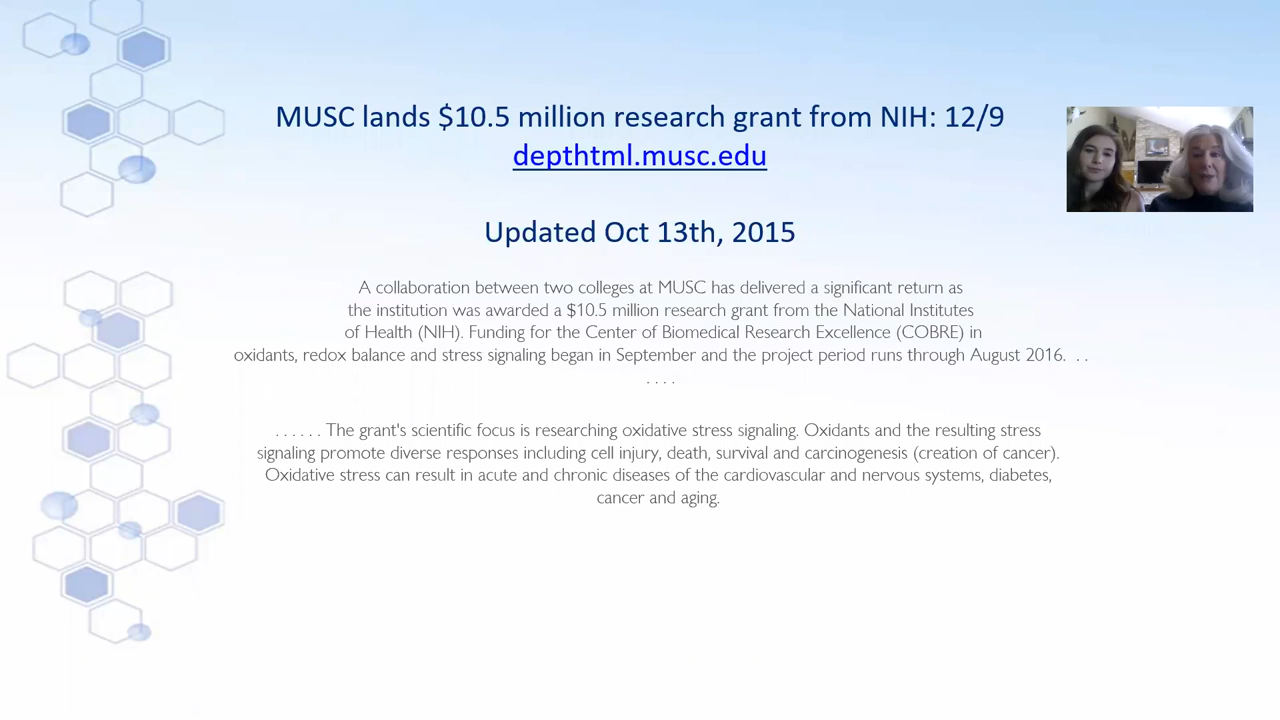 MUSC lands $10.5 million research grant from NIH: 12/9
depthtml.musc.edu
Updated Oct 13th, 2015
A collaboration between two colleges at MUSC has delivered a significant return as
the institution was awarded a $10.5 million research grant from the National Institutes
of Health (NIH). Funding for the Center of Biomedical Research Excellence (COBRE) in
oxidants, redox balance and stress signaling began in September and the project period runs through August 2016. . .
. . . .
. . . . . . The grant's scientific focus is researching oxidative stress signaling. Oxidants and the resulting stress
signaling promote diverse responses including cell injury, death, survival and carcinogenesis (creation of cancer).
Oxidative stress can result in acute and chronic diseases of the cardiovascular and nervous systems, diabetes,
cancer and aging.